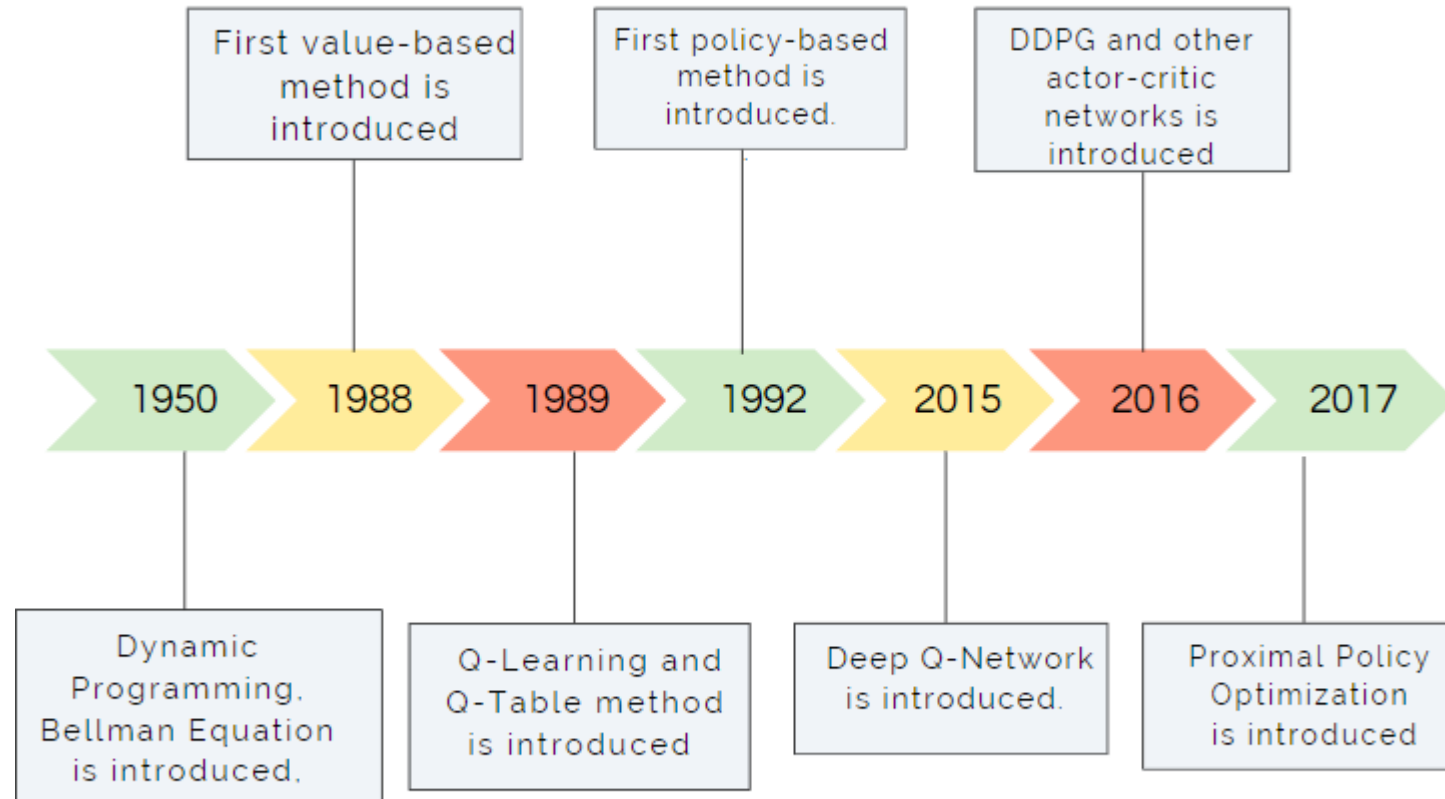 First value-based
method is
introduced
First policy-based
method is
introduced.
DDPG and other
actor-critic
networks is
introduced
1950
1988
1989
1992
2015
2016
2017
Dynamic
Programming,
Bellman Equation
is introduced,
Q-Learning and
Q-Table method
is introduced
Deep Q-Network
is introduced.
Proximal Policy
Optimization
is introduced